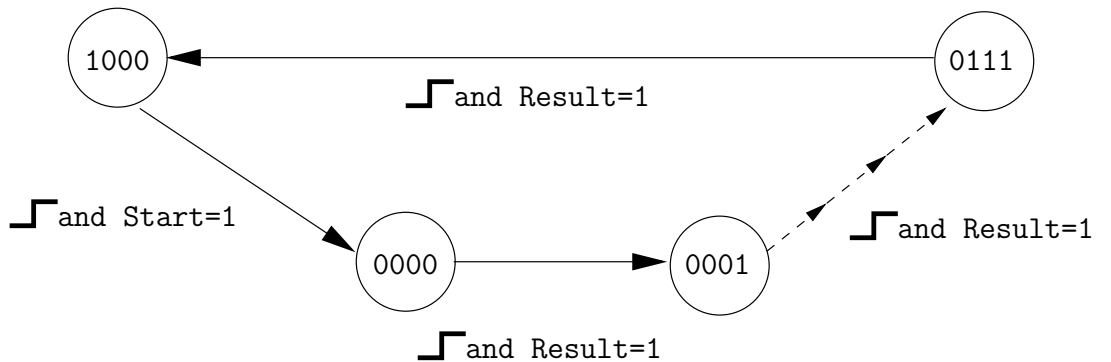 1000
0111
and Result=1
and Start=1
and Result=1
0000
0001
and Result=1